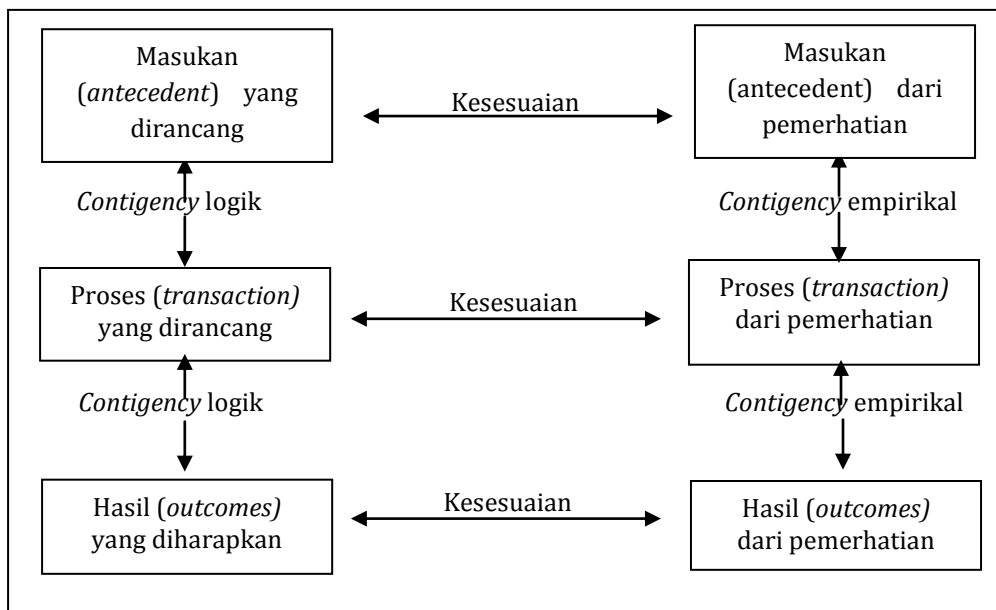 Masukan
(antecedent) yang
dirancang
Kesesuaian
Masukan
(antecedent) dari
pemerhatian
Contigency logik
Contigency empirikal
Proses (transaction)
yang dirancang
Kesesuaian
Proses (transaction)
dari pemerhatian
Contigency logik
Contigency empirikal
Hasil (outcomes)
yang diharapkan
Kesesuaian
Hasil (outcomes)
dari pemerhatian